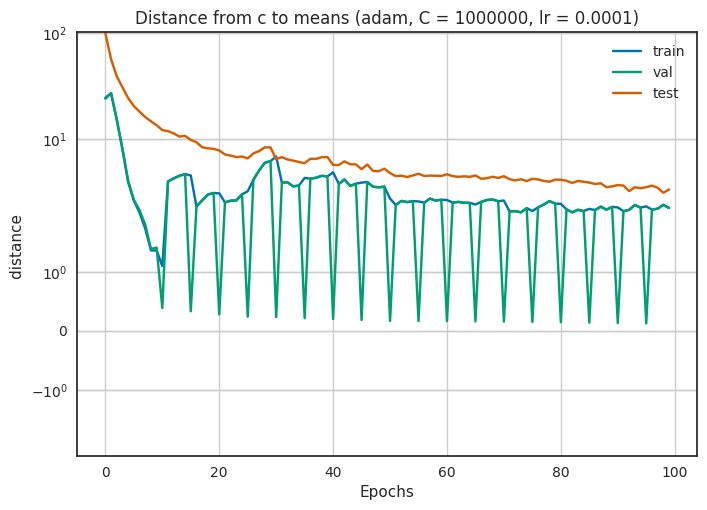 Distance from c to means (adam, C = 1000000, lr = 0.0001)
train
val
test
10²
10¹
10⁰
0
−10⁰
distance
0 20 40 60 80 100
Epochs